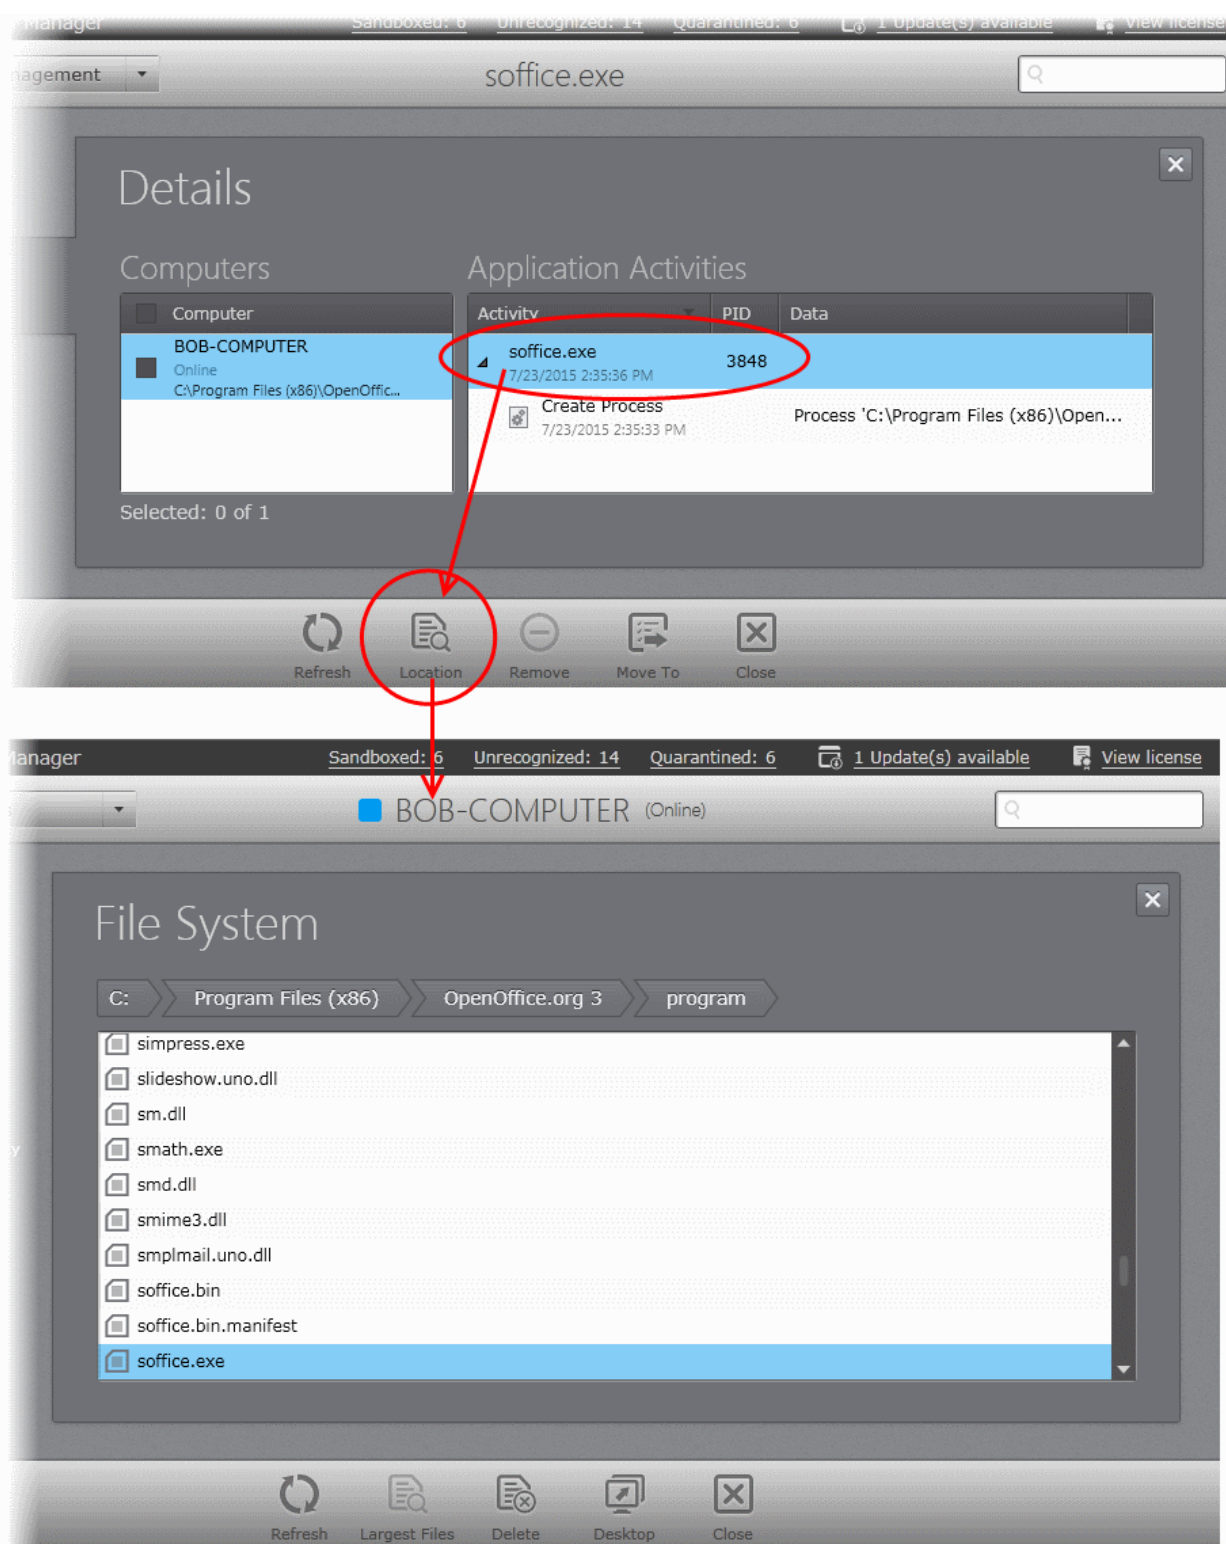 Manager Sandboxed: 6 Unrecognized: 14 Quarantined: 6 1 Update(s) available View license
agement soffice.exe
Details
Computers Application Activities
Computer Activity PID Data
BOB-COMPUTER
Online
C:\Program Files (x86)\OpenOffic...
soffice.exe 3848
7/23/2015 2:35:36 PM
Create Process Process 'C:\Program Files (x86)\Open...
7/23/2015 2:35:33 PM
Selected: 0 of 1
Refresh Location Remove Move To Close
Manager Sandboxed: 6 Unrecognized: 14 Quarantined: 6 1 Update(s) available View license
BOB-COMPUTER (Online)
File System
C: Program Files (x86) OpenOffice.org 3 program
simpress.exe
slideshow.uno.dll
sm.dll
smath.exe
y
smd.dll
smime3.dll
smplmail.uno.dll
soffice.bin
soffice.bin.manifest
soffice.exe
Refresh Largest Files Delete Desktop Close